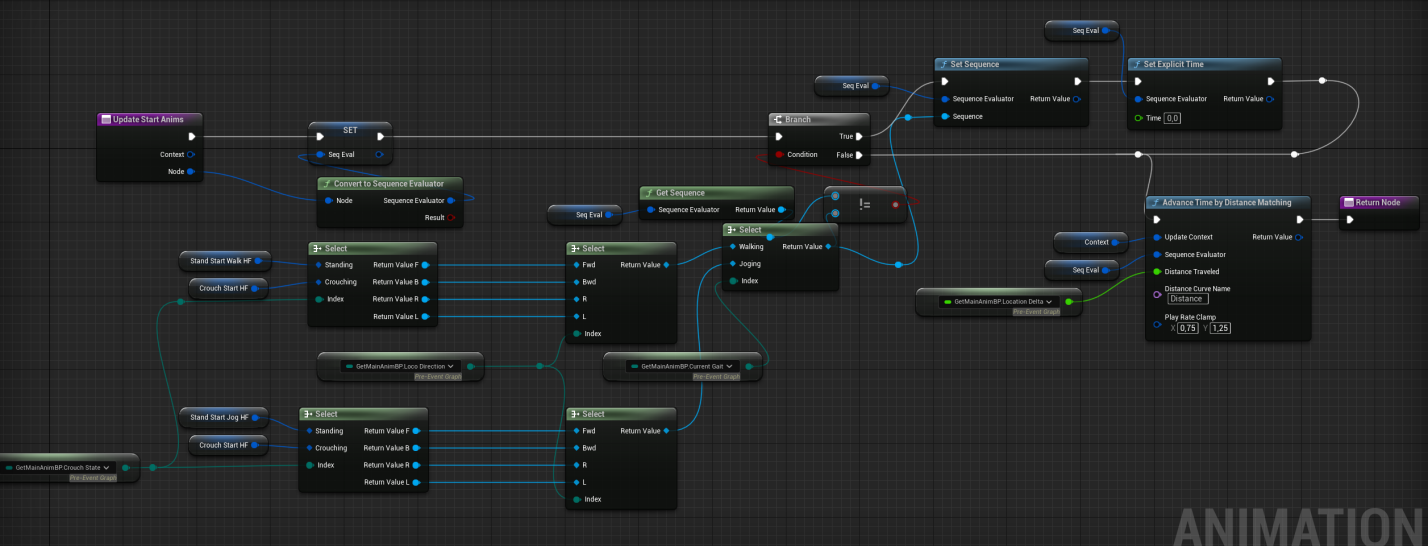 Seq Eval
Set Sequence
Sequence Evaluator
Return Value
Sequence
Set Explicit Time
Sequence Evaluator
Return Value
Time 0,0
Seq Eval
Update Start Anims
Context
Node
SET
Seq Eval
Convert to Sequence Evaluator
Node
Sequence Evaluator
Result
Branch
True
Condition
False
Seq Eval
Get Sequence
Sequence Evaluator
Return Value
!=
Select
Walking
Return Value
Joging
Index
Advance Time by Distance Matching
Update Context
Return Value
Sequence Evaluator
Distance Traveled
Distance Curve Name
Distance
Play Rate Clamp
X 0,75 Y 1,25
Return Node
Context
Seq Eval
GetMainAnimBP.Location Delta
Pre-Event Graph
Stand Start Walk HF
Crouch Start HF
Select
Standing
Return Value F
Crouching
Return Value B
Index
Return Value R
Return Value L
Select
Fwd
Return Value
Bwd
R
L
Index
GetMainAnimBP.Loco Direction
Pre-Event Graph
GetMainAnimBP.Current Gait
Pre-Event Graph
Stand Start Jog HF
Crouch Start HF
Select
Standing
Return Value F
Crouching
Return Value B
Index
Return Value R
Return Value L
Select
Fwd
Return Value
Bwd
R
L
Index
GetMainAnimBP.Crouch State
Pre-Event Graph
ANIMATION